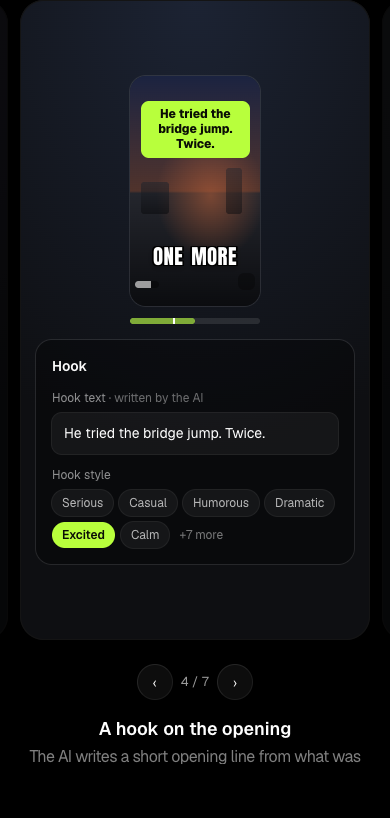 He tried the
bridge jump.
Twice.
ONE MORE
Hook
Hook text · written by the AI
He tried the bridge jump. Twice.
Hook style
Serious Casual Humorous Dramatic
Excited Calm +7 more
‹ 4 / 7 ›
A hook on the opening
The AI writes a short opening line from what was